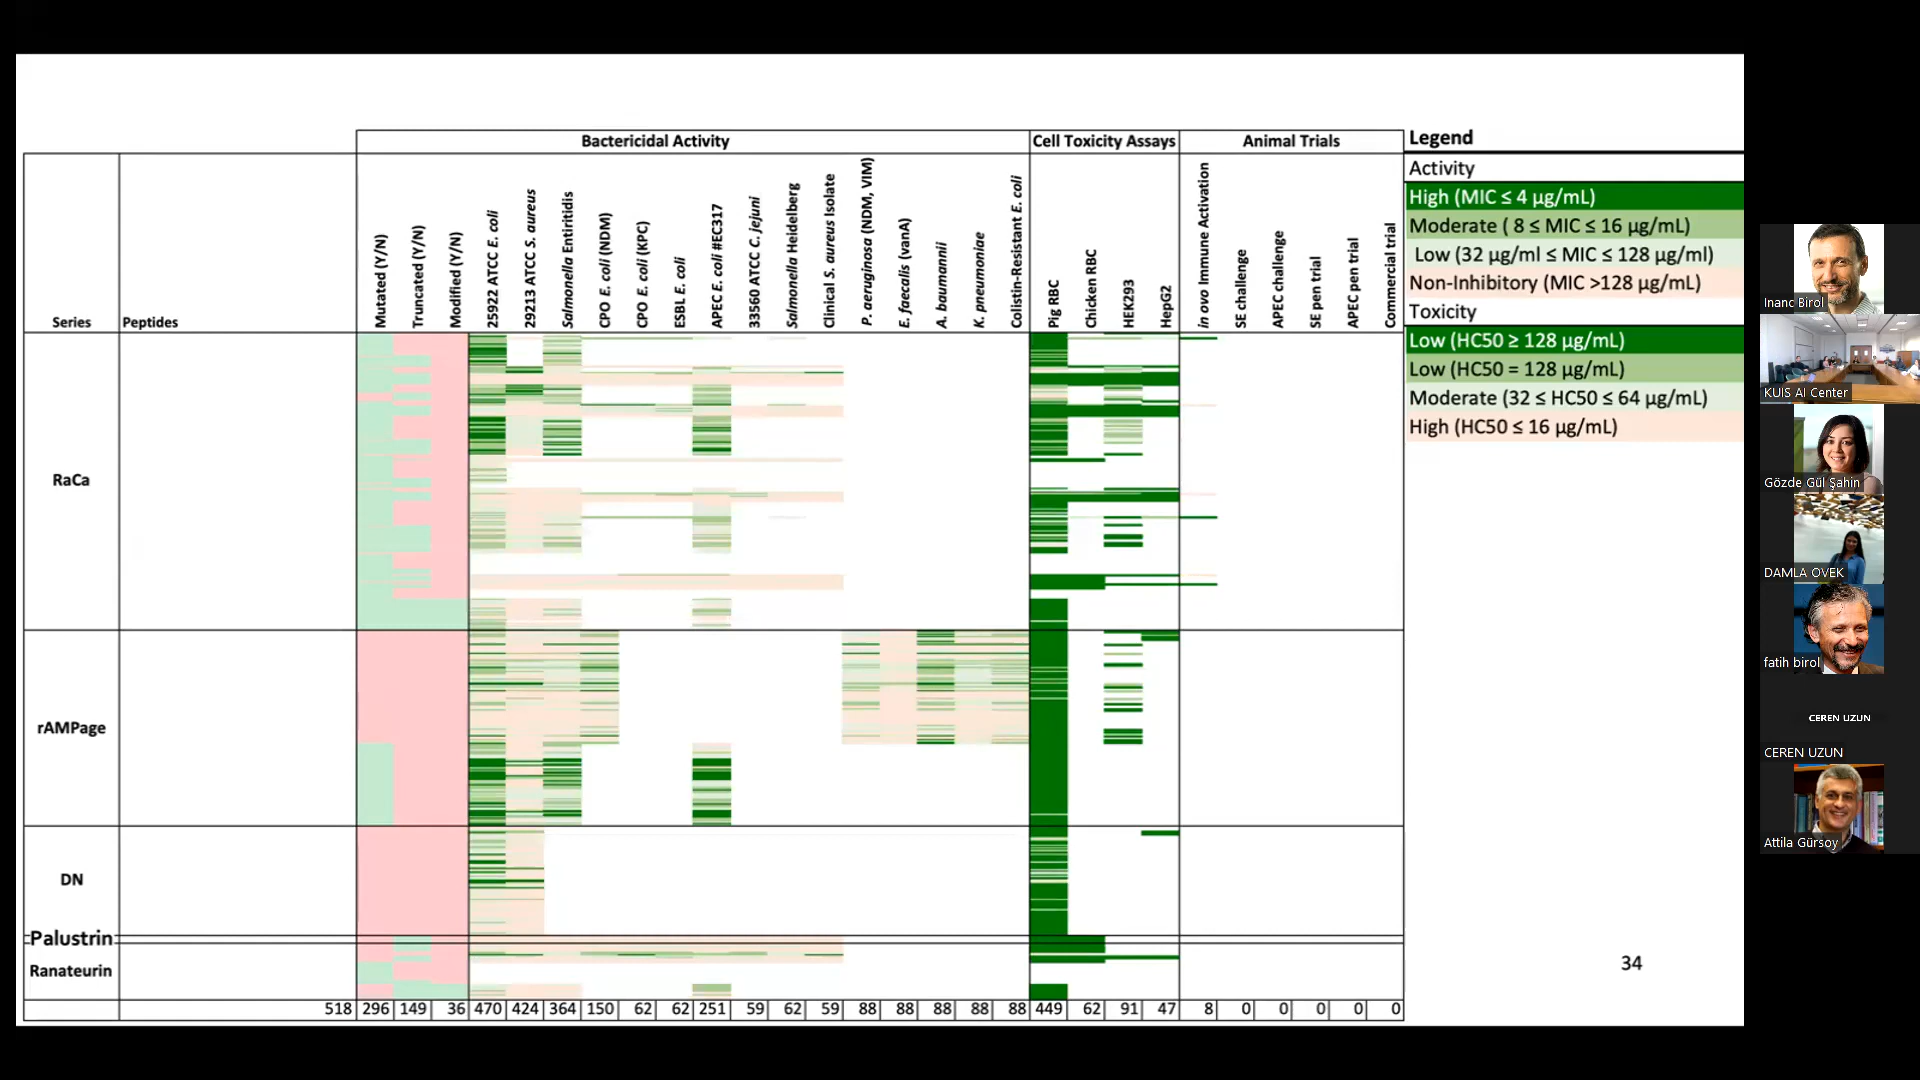 Bactericidal Activity
Cell Toxicity Assays
Animal Trials
Legend
Series
Peptides
Mutated (Y/N)
Truncated (Y/N)
Modified (Y/N)
25922 ATCC E. coli
29213 ATCC S. aureus
Salmonella Entiritidis
CPO E. coli (NDM)
CPO E. coli (KPC)
ESBL E. coli
APEC E. coli #EC317
33560 ATCC C. jejuni
Salmonella Heidelberg
Clinical S. aureus Isolate
P. aeruginosa (NDM, VIM)
E. faecalis (vanA)
A. baumannii
K. pneumoniae
Colistin-Resistant E. coli
Pig RBC
Chicken RBC
HEK293
HepG2
in ovo Immune Activation
SE challenge
APEC challenge
SE pen trial
APEC pen trial
Commercial trial
Activity
High (MIC ≤ 4 µg/mL)
Moderate ( 8 ≤ MIC ≤ 16 µg/mL)
Low (32 µg/ml ≤ MIC ≤ 128 µg/ml)
Non-Inhibitory (MIC >128 µg/mL)
Toxicity
Low (HC50 ≥ 128 µg/mL)
Low (HC50 = 128 µg/mL)
Moderate (32 ≤ HC50 ≤ 64 µg/mL)
High (HC50 ≤ 16 µg/mL)
RaCa
rAMPage
DN
Palustrin
Ranateurin
518 296 149 36 470 424 364 150 62 62 251 59 62 59 88 88 88 88 88 449 62 91 47 8 0 0 0 0 0
34
Inanc Birol
KUIS AI Center
Gözde Gül Şahin
DAMLA OVEK
fatih birol
CEREN UZUN
CEREN UZUN
Attila Gürsoy